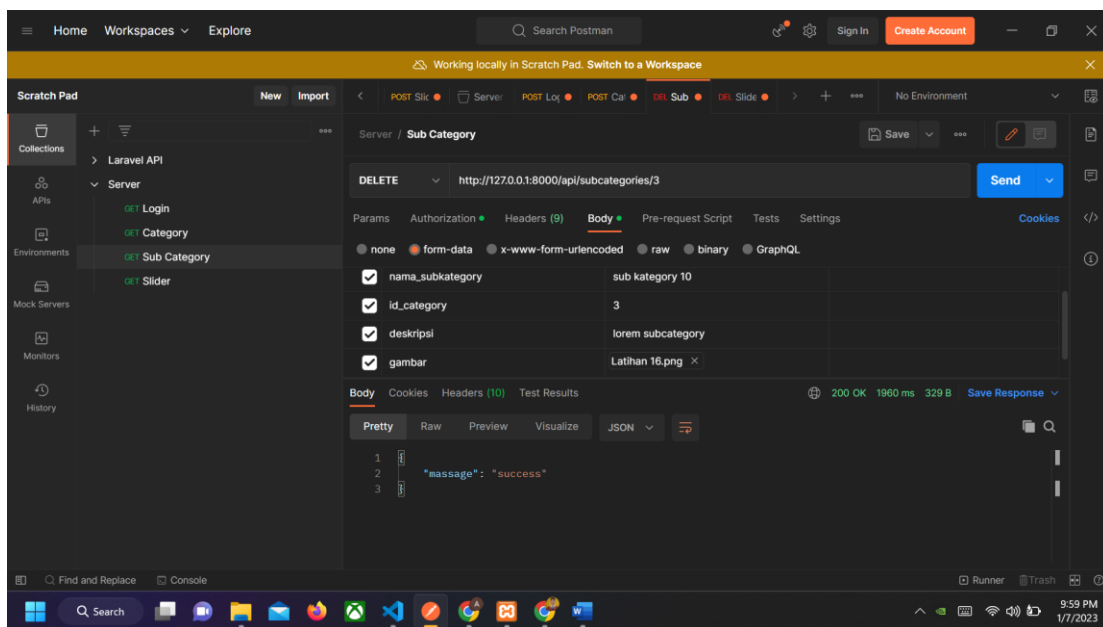 Home Workspaces Explore Search Postman Sign In Create Account
Working locally in Scratch Pad. Switch to a Workspace
Scratch Pad New Import POST Slic Server POST Log POST Cat DEL Sub DEL Slide No Environment
Collections
APIs
Environments
Mock Servers
Monitors
History
Laravel API
Server
GET Login
GET Category
GET Sub Category
GET Slider
Server / Sub Category Save
DELETE http://127.0.0.1:8000/api/subcategories/3 Send
Params Authorization Headers (9) Body Pre-request Script Tests Settings Cookies
none form-data x-www-form-urlencoded raw binary GraphQL
nama_subkategory sub kategory 10
id_category 3
deskripsi lorem subcategory
gambar Latihan 16.png
Body Cookies Headers (10) Test Results 200 OK 1960 ms 329 B Save Response
Pretty Raw Preview Visualize JSON
1 {
2 "massage": "success"
3 }
Find and Replace Console Runner Trash
Search 9:59 PM
1/7/2023